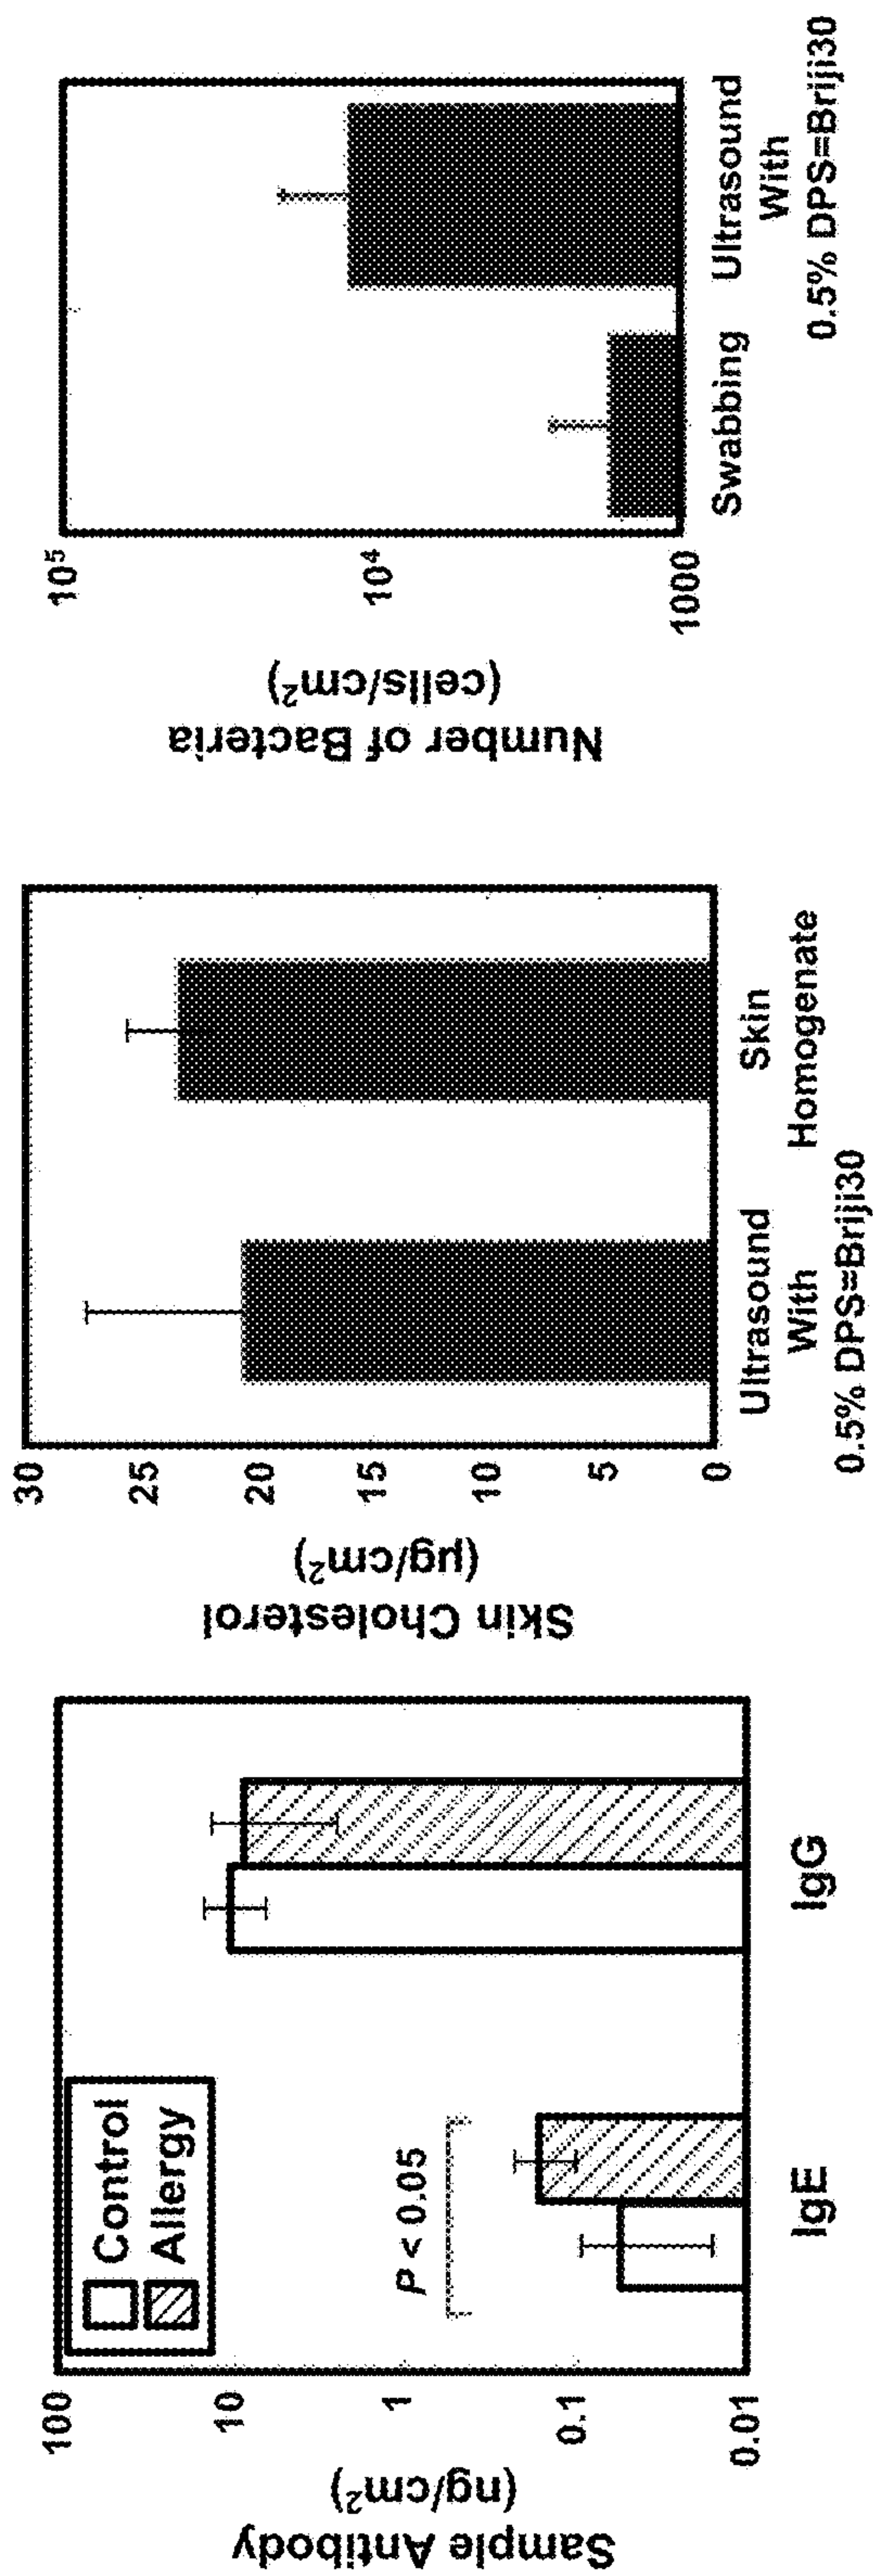 Sample Antibody
(ng/cm²)
100
10
1
0.1
0.01
Control
Allergy
P < 0.05
IgE
IgG
Skin Cholesterol
(µg/cm²)
30
25
20
15
10
5
0
Ultrasound
With
0.5% DPS=Briji30
Skin
Homogenate
Number of Bacteria
(cells/cm²)
10⁵
10⁴
1000
Swabbing
Ultrasound
With
0.5% DPS=Briji30